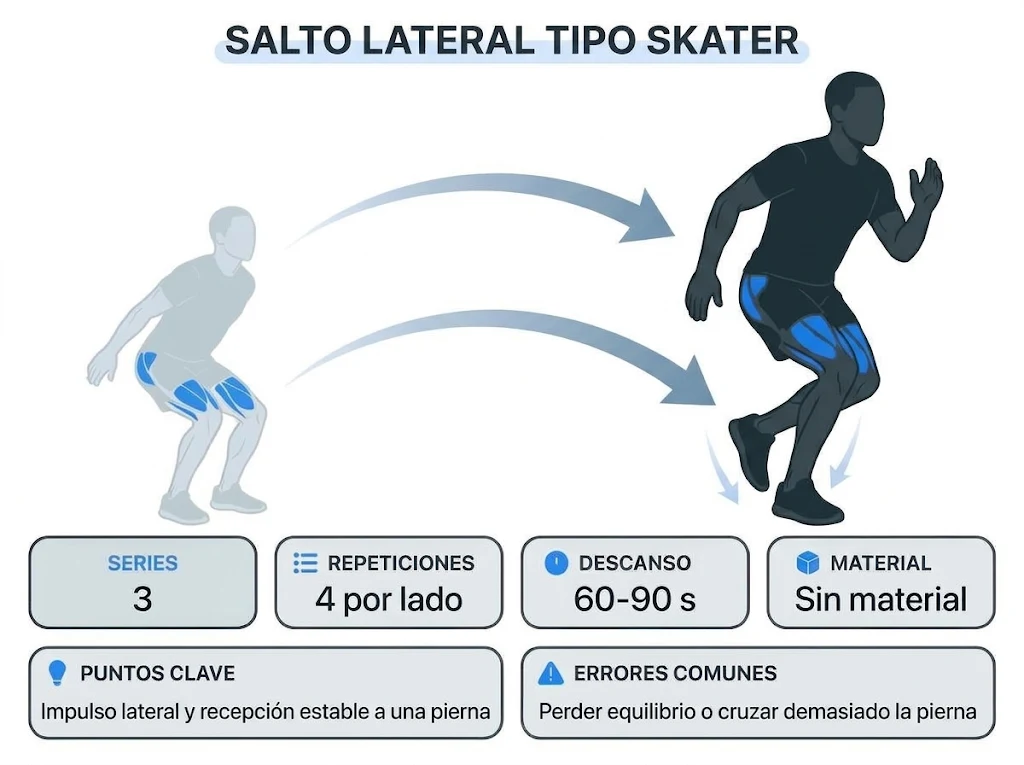 SALTO LATERAL TIPO SKATER
SERIES
3
REPETICIONES
4 por lado
DESCANSO
60-90 s
MATERIAL
Sin material
PUNTOS CLAVE
Impulso lateral y recepción estable a una pierna
ERRORES COMUNES
Perder equilibrio o cruzar demasiado la pierna